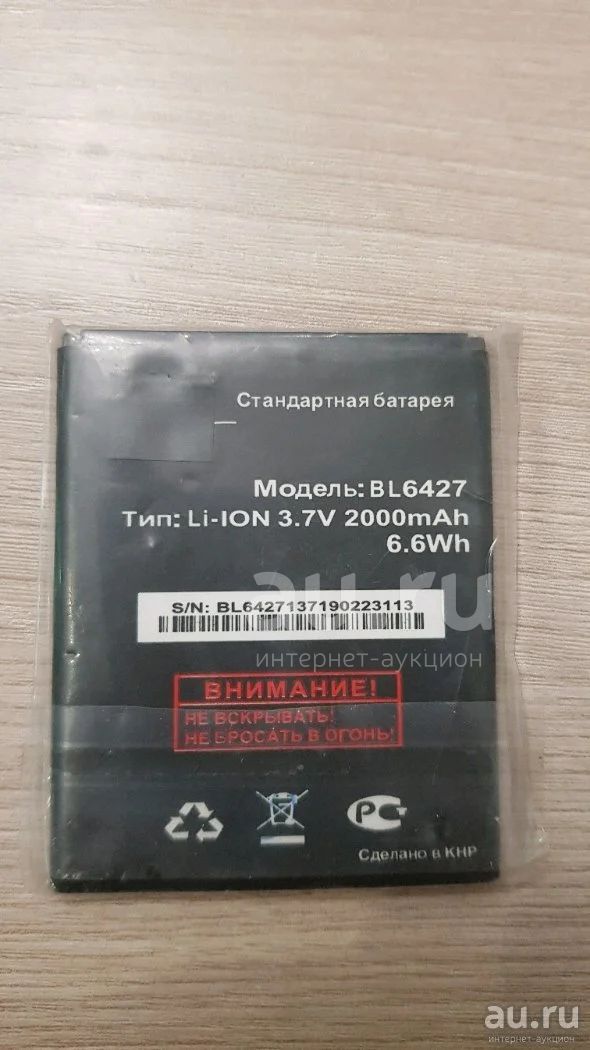 Стандартная батарея
Модель: BL6427
Тип: Li-ION 3.7V 2000mAh
6.6Wh
au.ru
S/N: BL6427137190223113
интернет-аукцион
ВНИМАНИЕ!
НЕ ВСКРЫВАТЬ!
НЕ БРОСАТЬ В ОГОНЬ!
РСТ
Сделано в КНР
au.ru
интернет-аукцион